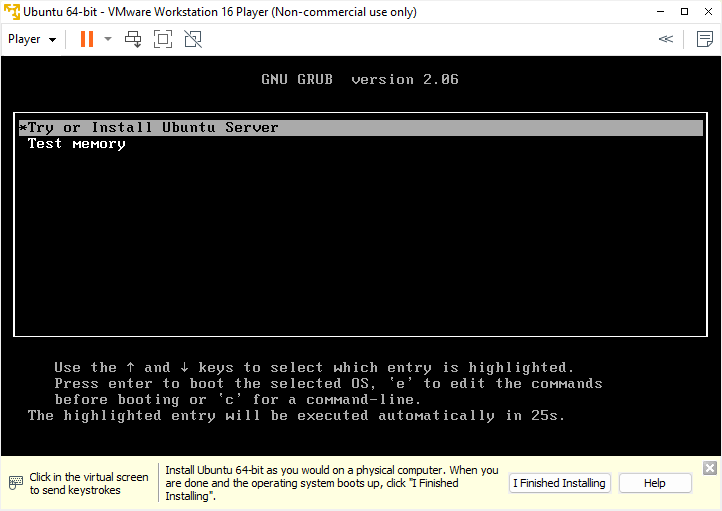 Ubuntu 64-bit - VMware Workstation 16 Player (Non-commercial use only)
Player
GNU GRUB  version 2.06
*Try or Install Ubuntu Server
Test memory
Use the ↑ and ↓ keys to select which entry is highlighted.
Press enter to boot the selected OS, `e' to edit the commands
before booting or `c' for a command-line.
The highlighted entry will be executed automatically in 25s.
Click in the virtual screen
to send keystrokes
Install Ubuntu 64-bit as you would on a physical computer. When you
are done and the operating system boots up, click "I Finished
Installing".
I Finished Installing
Help